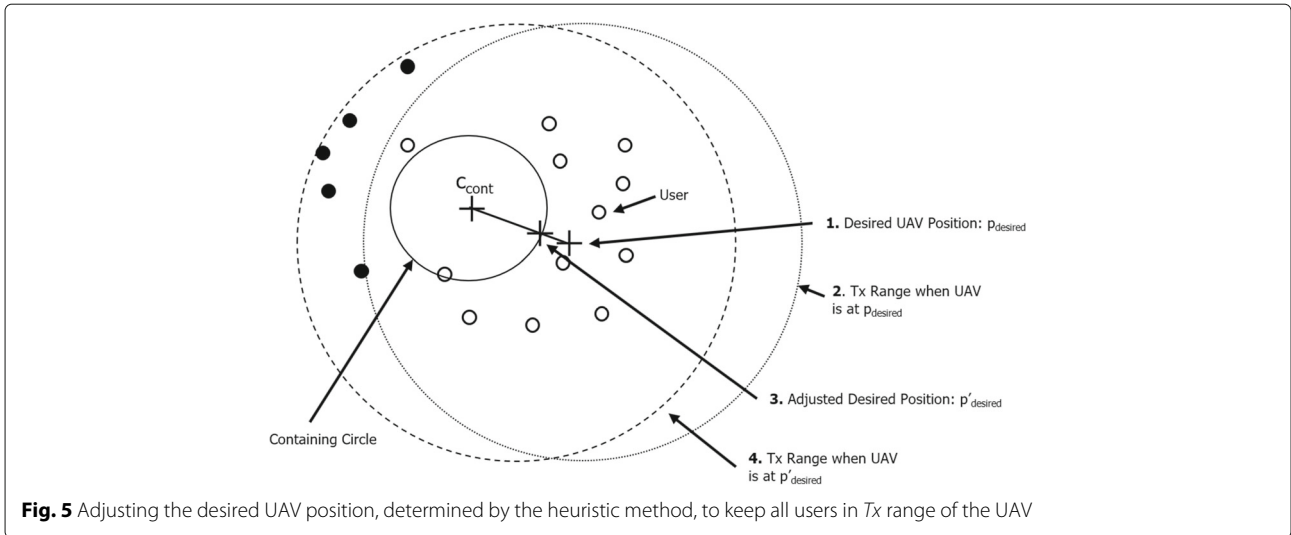 C_cont
User
1. Desired UAV Position: p_desired
2. Tx Range when UAV
is at p_desired
3. Adjusted Desired Position: p'_desired
Containing Circle
4. Tx Range when UAV
is at p'_desired
Fig. 5 Adjusting the desired UAV position, determined by the heuristic method, to keep all users in Tx range of the UAV